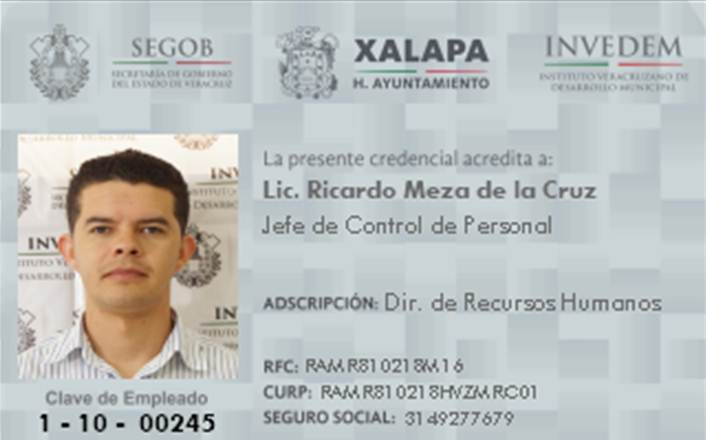 SEGOB
SECRETARÍA DE GOBIERNO
DEL ESTADO DE VERACRUZ
XALAPA
H. AYUNTAMIENTO
INVEDEM
INSTITUTO VERACRUZANO DE
DESARROLLO MUNICIPAL
La presente credencial acredita a:
Lic. Ricardo Meza de la Cruz
Jefe de Control de Personal
ADSCRIPCIÓN: Dir. de Recursos Humanos
RFC: RAMR810218M16
CURP: RAMR810218HVZMRC01
SEGURO SOCIAL: 3149277679
Clave de Empleado
1 - 10 - 00245